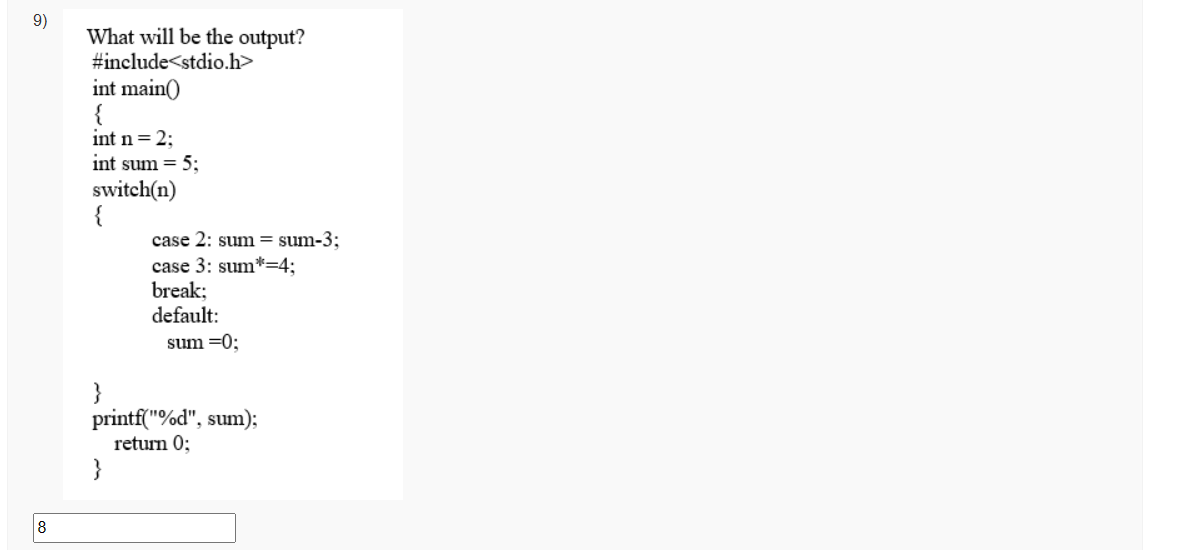 9)
What will be the output?
#include<stdio.h>
int main()
{
int n = 2;
int sum = 5;
switch(n)
{
case 2: sum = sum-3;
case 3: sum*=4;
break;
default:
sum =0;
}
printf("%d", sum);
return 0;
}
8